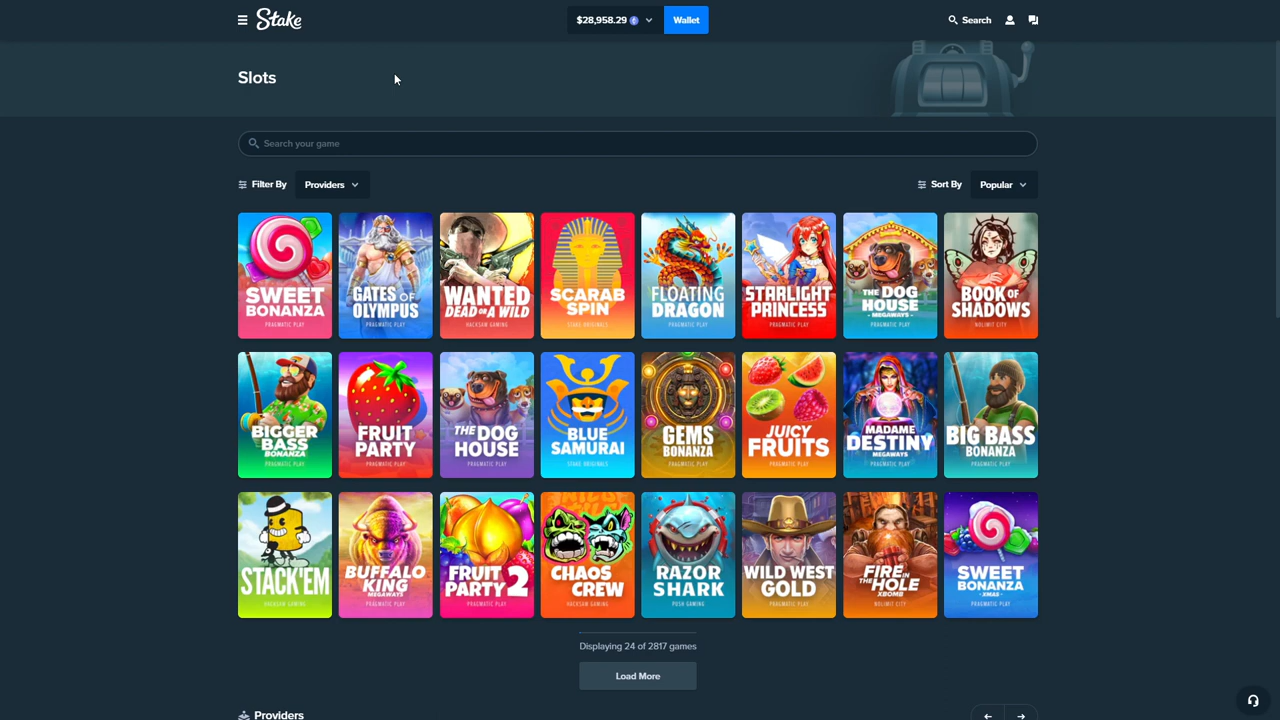 Stake
$28,958.29
Wallet
Search
Slots
Search your game
Filter By
Providers
Sort By
Popular
SWEET
BONANZA
PRAGMATIC PLAY
GATES OF
OLYMPUS
PRAGMATIC PLAY
WANTED
DEAD OR A WILD
HACKSAW GAMING
SCARAB
SPIN
STAKE ORIGINALS
FLOATING
DRAGON
PRAGMATIC PLAY
STARLIGHT
PRINCESS
PRAGMATIC PLAY
THE DOG
HOUSE
MEGAWAYS
PRAGMATIC PLAY
BOOK OF
SHADOWS
NOLIMIT CITY
BIGGER
BASS
BONANZA
PRAGMATIC PLAY
FRUIT
PARTY
PRAGMATIC PLAY
THE DOG
HOUSE
PRAGMATIC PLAY
BLUE
SAMURAI
STAKE ORIGINALS
GEMS
BONANZA
PRAGMATIC PLAY
JUICY
FRUITS
PRAGMATIC PLAY
MADAME
DESTINY
MEGAWAYS
PRAGMATIC PLAY
BIG BASS
BONANZA
PRAGMATIC PLAY
STACK'EM
HACKSAW GAMING
BUFFALO
KING
MEGAWAYS
PRAGMATIC PLAY
FRUIT
PARTY 2
PRAGMATIC PLAY
CHAOS
CREW
HACKSAW GAMING
RAZOR
SHARK
PUSH GAMING
WILD WEST
GOLD
PRAGMATIC PLAY
FIRE IN
THE HOLE
XBOMB
NOLIMIT CITY
SWEET
BONANZA
- XMAS -
PRAGMATIC PLAY
Displaying 24 of 2817 games
Load More
Providers